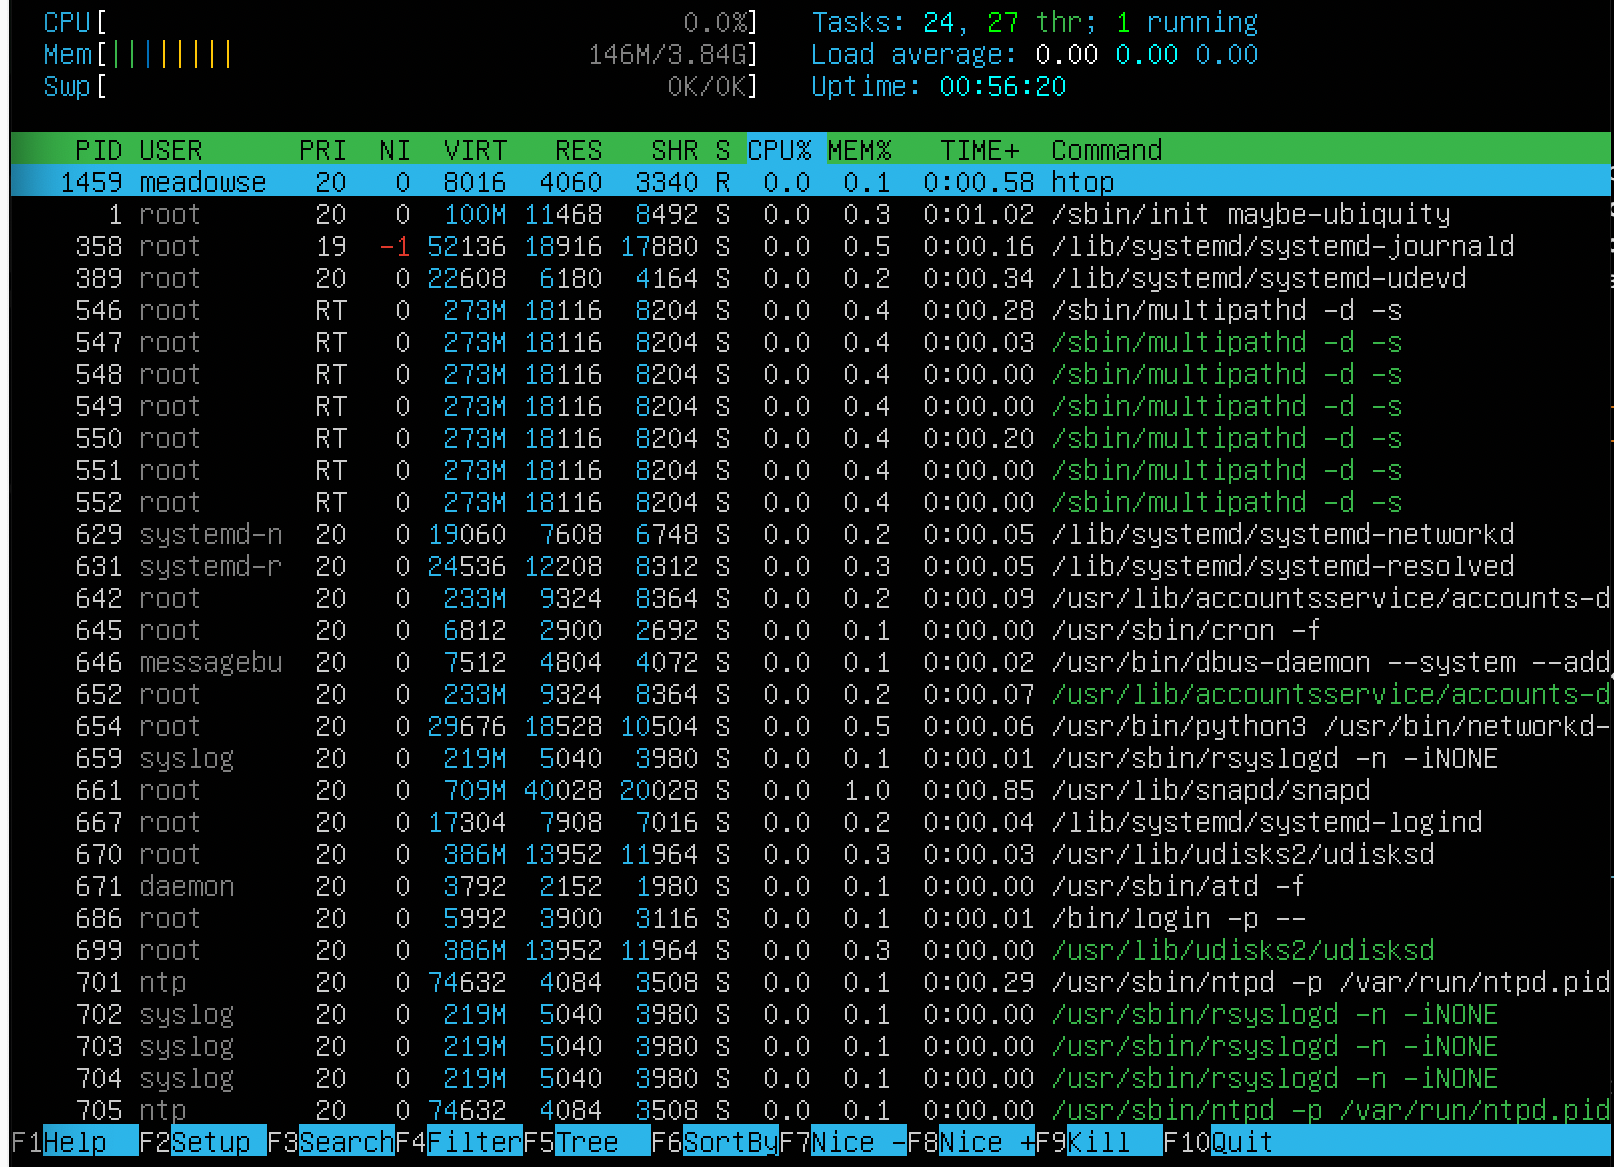 CPU[ 0.0%] Tasks: 24, 27 thr; 1 running
Mem[|||||||| 146M/3.84G] Load average: 0.00 0.00 0.00
Swp[ 0K/0K] Uptime: 00:56:20
PID USER PRI NI VIRT RES SHR S CPU% MEM% TIME+ Command
1459 meadowse 20 0 8016 4060 3340 R 0.0 0.1 0:00.58 htop
1 root 20 0 100M 11468 8492 S 0.0 0.3 0:01.02 /sbin/init maybe-ubiquity
358 root 19 -1 52136 18916 17880 S 0.0 0.5 0:00.16 /lib/systemd/systemd-journald
389 root 20 0 22608 6180 4164 S 0.0 0.2 0:00.34 /lib/systemd/systemd-udevd
546 root RT 0 273M 18116 8204 S 0.0 0.4 0:00.28 /sbin/multipathd -d -s
547 root RT 0 273M 18116 8204 S 0.0 0.4 0:00.03 /sbin/multipathd -d -s
548 root RT 0 273M 18116 8204 S 0.0 0.4 0:00.00 /sbin/multipathd -d -s
549 root RT 0 273M 18116 8204 S 0.0 0.4 0:00.00 /sbin/multipathd -d -s
550 root RT 0 273M 18116 8204 S 0.0 0.4 0:00.20 /sbin/multipathd -d -s
551 root RT 0 273M 18116 8204 S 0.0 0.4 0:00.00 /sbin/multipathd -d -s
552 root RT 0 273M 18116 8204 S 0.0 0.4 0:00.00 /sbin/multipathd -d -s
629 systemd-n 20 0 19060 7608 6748 S 0.0 0.2 0:00.05 /lib/systemd/systemd-networkd
631 systemd-r 20 0 24536 12208 8312 S 0.0 0.3 0:00.05 /lib/systemd/systemd-resolved
642 root 20 0 233M 9324 8364 S 0.0 0.2 0:00.09 /usr/lib/accountsservice/accounts-d
645 root 20 0 6812 2900 2692 S 0.0 0.1 0:00.00 /usr/sbin/cron -f
646 messagebu 20 0 7512 4804 4072 S 0.0 0.1 0:00.02 /usr/bin/dbus-daemon --system --add
652 root 20 0 233M 9324 8364 S 0.0 0.2 0:00.07 /usr/lib/accountsservice/accounts-d
654 root 20 0 29676 18528 10504 S 0.0 0.5 0:00.06 /usr/bin/python3 /usr/bin/networkd-
659 syslog 20 0 219M 5040 3980 S 0.0 0.1 0:00.01 /usr/sbin/rsyslogd -n -iNONE
661 root 20 0 709M 40028 20028 S 0.0 1.0 0:00.85 /usr/lib/snapd/snapd
667 root 20 0 17304 7908 7016 S 0.0 0.2 0:00.04 /lib/systemd/systemd-logind
670 root 20 0 386M 13952 11964 S 0.0 0.3 0:00.03 /usr/lib/udisks2/udisksd
671 daemon 20 0 3792 2152 1980 S 0.0 0.1 0:00.00 /usr/sbin/atd -f
686 root 20 0 5992 3900 3116 S 0.0 0.1 0:00.01 /bin/login -p --
699 root 20 0 386M 13952 11964 S 0.0 0.3 0:00.00 /usr/lib/udisks2/udisksd
701 ntp 20 0 74632 4084 3508 S 0.0 0.1 0:00.29 /usr/sbin/ntpd -p /var/run/ntpd.pid
702 syslog 20 0 219M 5040 3980 S 0.0 0.1 0:00.00 /usr/sbin/rsyslogd -n -iNONE
703 syslog 20 0 219M 5040 3980 S 0.0 0.1 0:00.00 /usr/sbin/rsyslogd -n -iNONE
704 syslog 20 0 219M 5040 3980 S 0.0 0.1 0:00.00 /usr/sbin/rsyslogd -n -iNONE
705 ntp 20 0 74632 4084 3508 S 0.0 0.1 0:00.00 /usr/sbin/ntpd -p /var/run/ntpd.pid
F1Help F2Setup F3SearchF4FilterF5Tree F6SortByF7Nice -F8Nice +F9Kill F10Quit